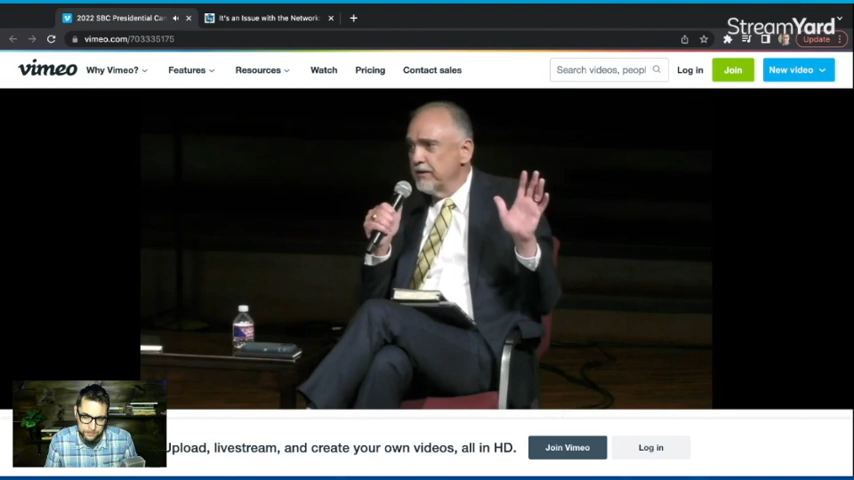 2022 SBC Presidential Can
It's an Issue with the Network
StreamYard
vimeo.com/703335175
Update
vimeo
Why Vimeo?
Features
Resources
Watch
Pricing
Contact sales
Search videos, peopl
Log in
Join
New video
Upload, livestream, and create your own videos, all in HD.
Join Vimeo
Log in